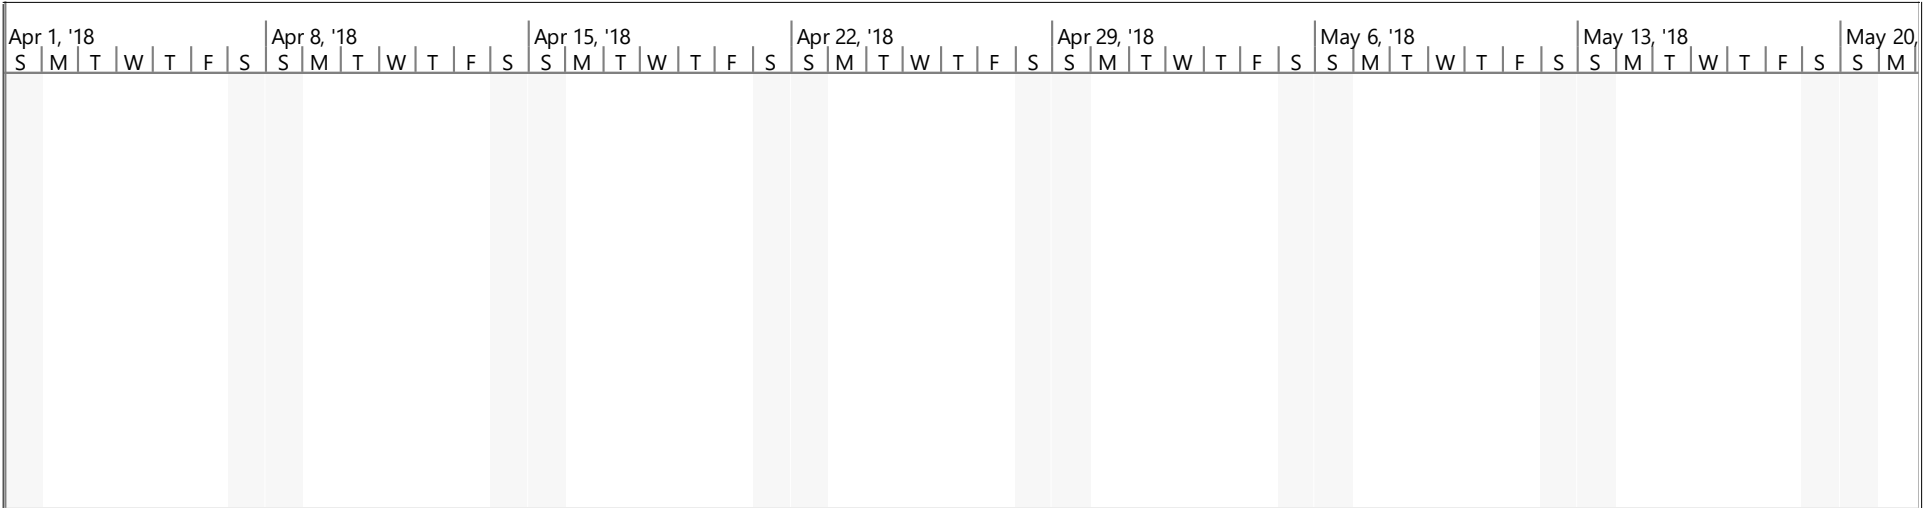 Apr 1, '18 Apr 8, '18 Apr 15, '18 Apr 22, '18 Apr 29, '18 May 6, '18 May 13, '18 May 20,
S M T W T F S S M T W T F S S M T W T F S S M T W T F S S M T W T F S S M T W T F S S M T W T F S S M